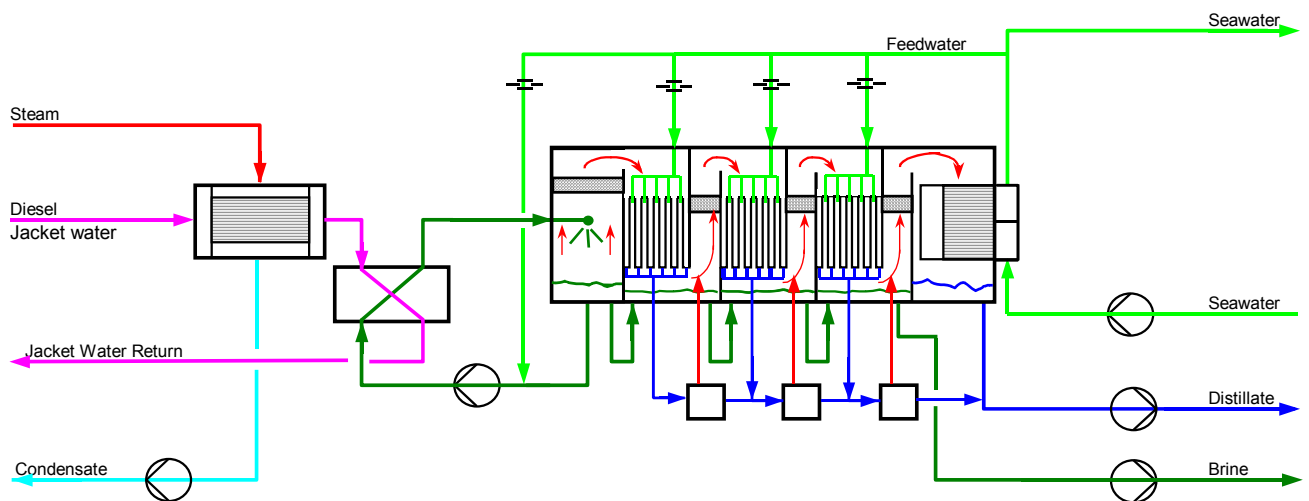 Seawater
Feedwater
Steam
Diesel
Jacket water
Seawater
Jacket Water Return
Distillate
Condensate
Brine